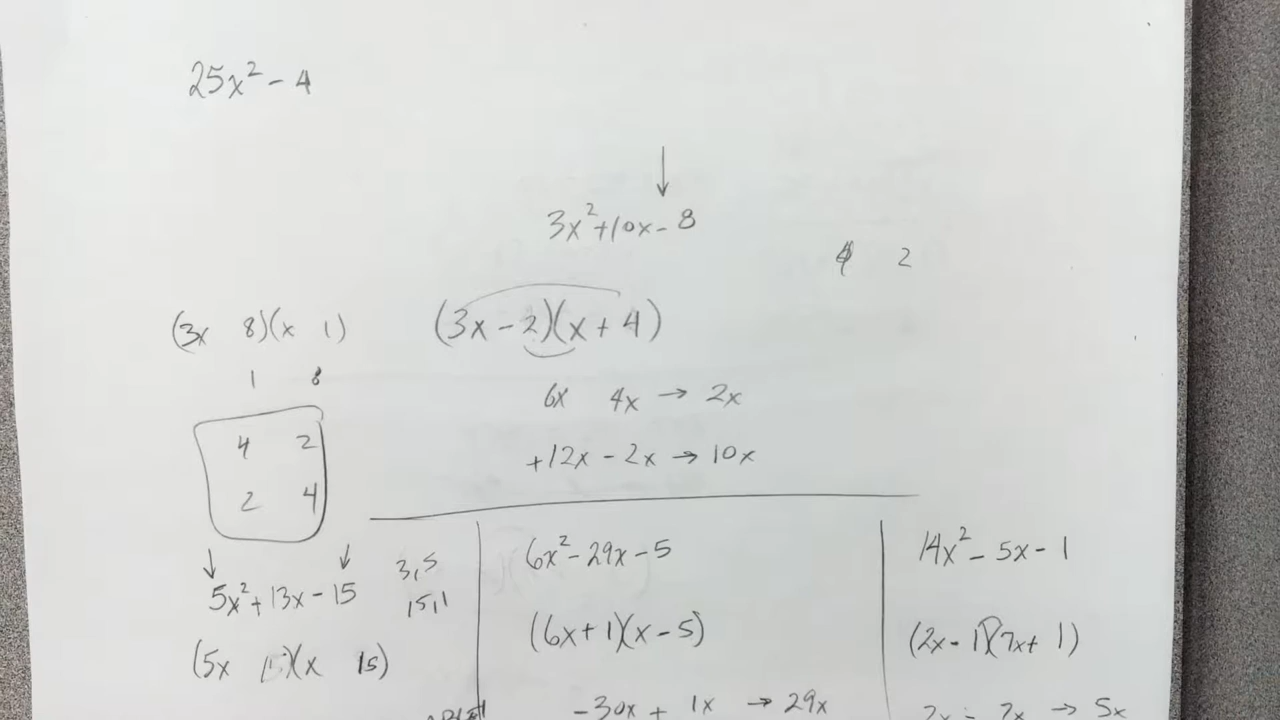 25x² - 4
↓
3x² + 10x - 8
4 2
(3x 8)(x 1)
(3x - 2)(x + 4)
1 8
6x 4x → 2x
4 2
+12x - 2x → 10x
2 4
↓ ↓
3,5
5x² + 13x - 15
15,1
(5x )(x 15)
6x² - 29x - 5
(6x + 1)(x - 5)
-30x + 1x → 29x
14x² - 5x - 1
(2x - 1)(7x + 1)
→ 5x